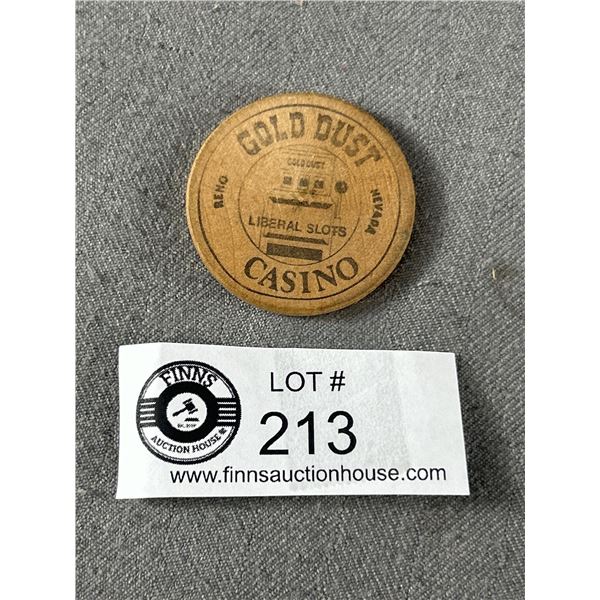 GOLD DUST
RENO
NEVADA
GOLD DUST
LIBERAL SLOTS
CASINO
FINNS
AUCTION HOUSE
LOT #
213
www.finnsauctionhouse.com